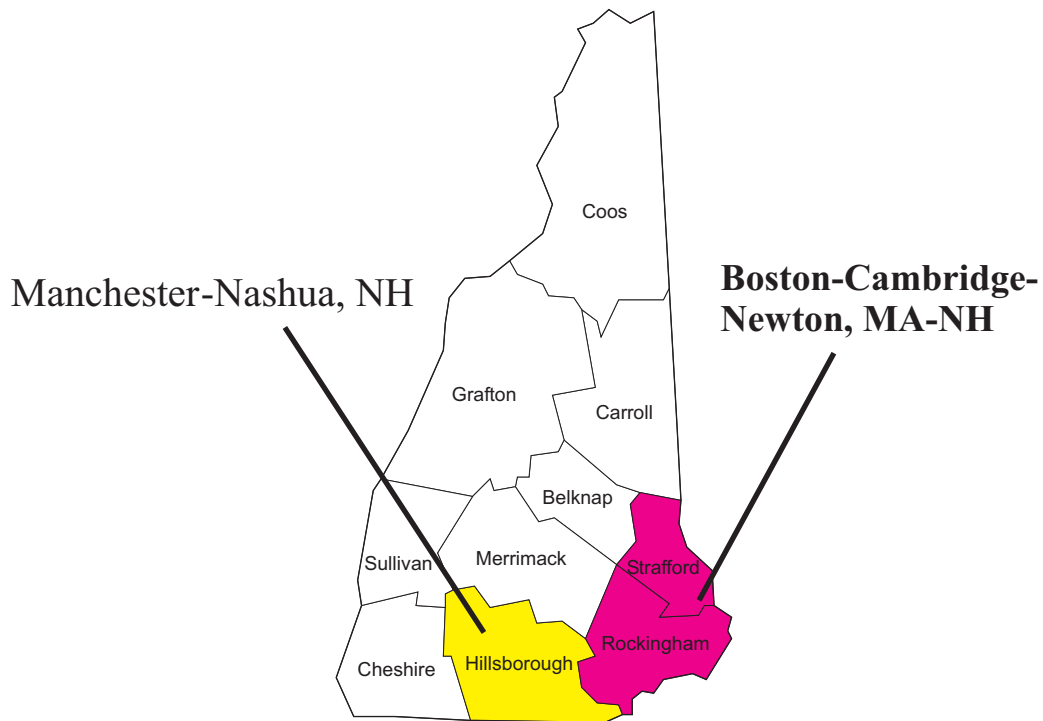 Coos
Manchester-Nashua, NH
Boston-Cambridge-
Newton, MA-NH
Grafton
Carroll
Belknap
Sullivan
Merrimack
Strafford
Cheshire
Hillsborough
Rockingham